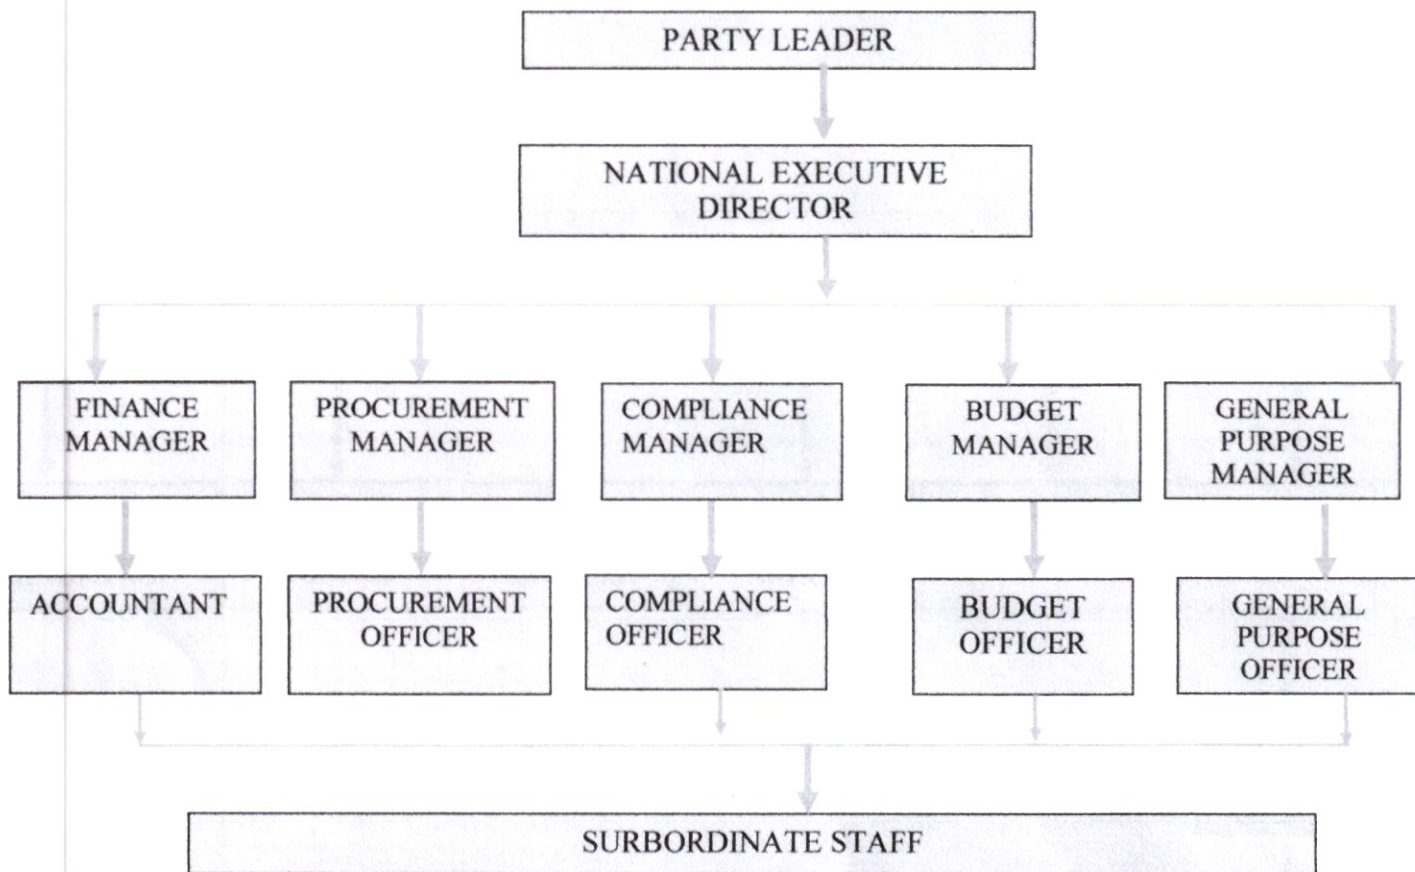 PARTY LEADER
NATIONAL EXECUTIVE
DIRECTOR
FINANCE
MANAGER
PROCUREMENT
MANAGER
COMPLIANCE
MANAGER
BUDGET
MANAGER
GENERAL
PURPOSE
MANAGER
ACCOUNTANT
PROCUREMENT
OFFICER
COMPLIANCE
OFFICER
BUDGET
OFFICER
GENERAL
PURPOSE
OFFICER
SURBORDINATE STAFF